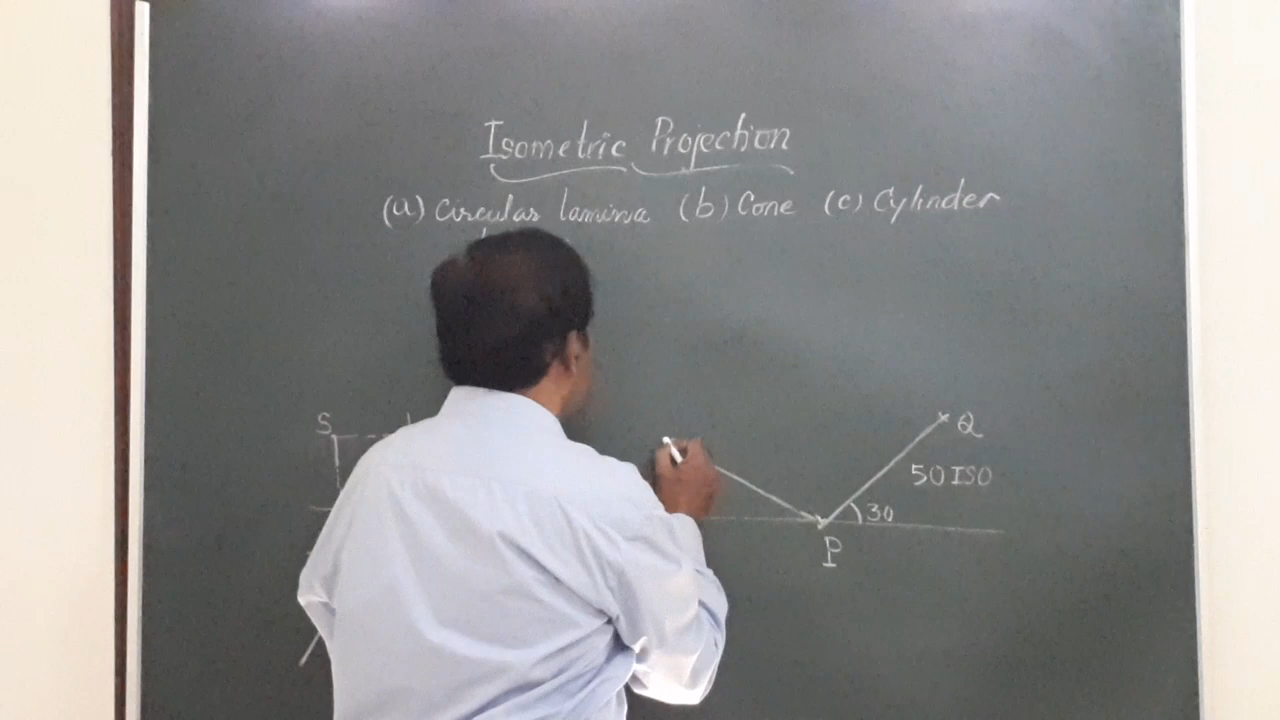 Isometric Projection
(a) Circular lamina (b) Cone (c) Cylinder
S
Q
50 ISO
30
P